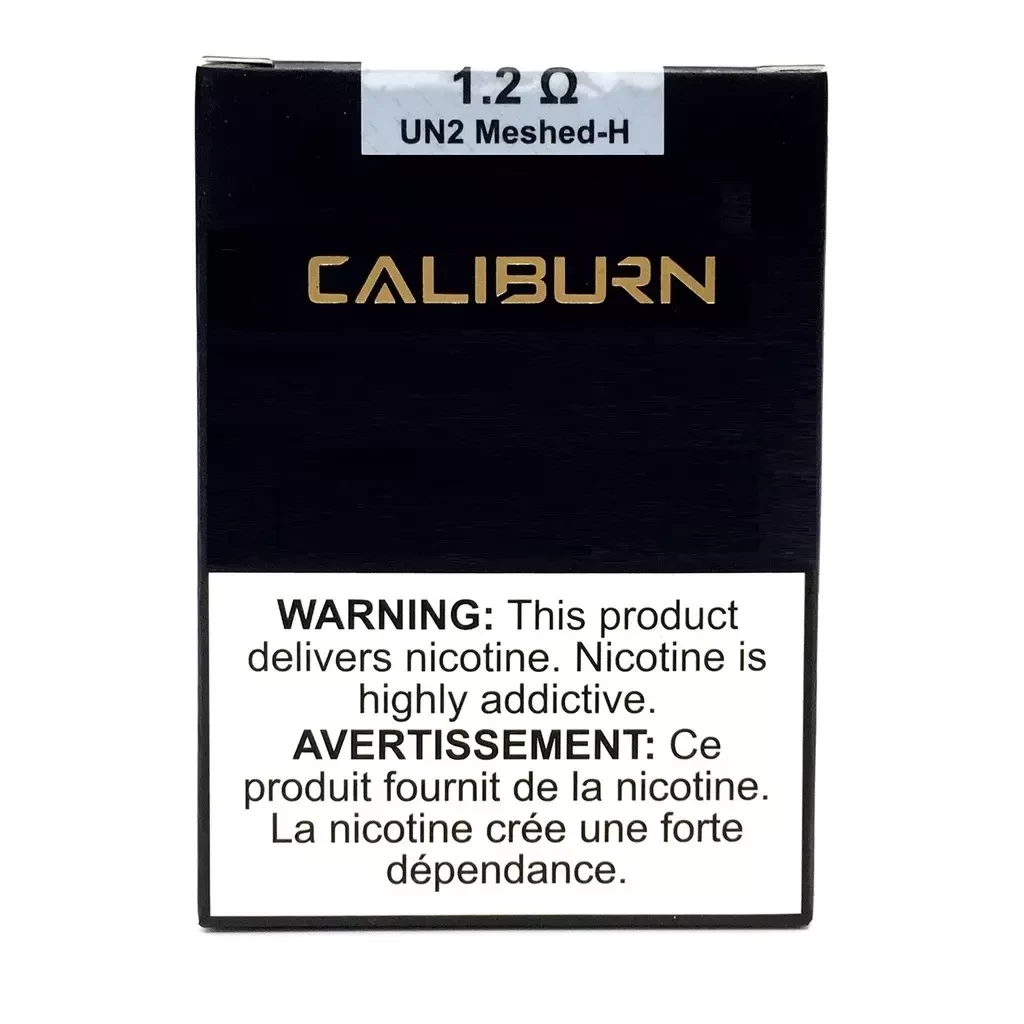 1.2 Ω
UN2 Meshed-H
CALIBURN
WARNING: This product
delivers nicotine. Nicotine is
highly addictive.
AVERTISSEMENT: Ce
produit fournit de la nicotine.
La nicotine crée une forte
dépendance.